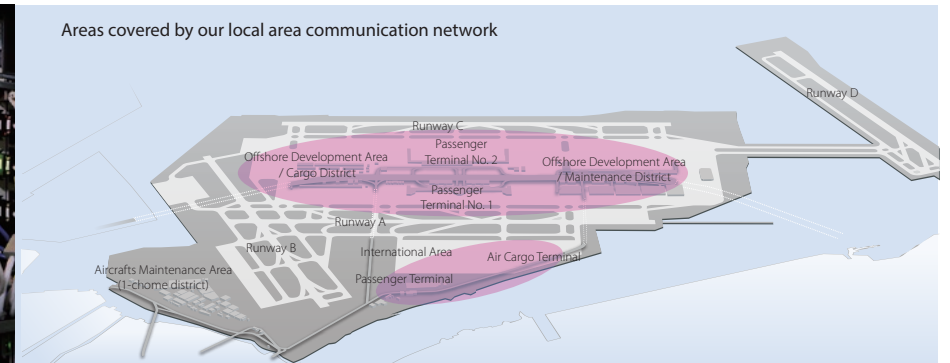 Areas covered by our local area communication network
Runway D
Runway C
Passenger
Terminal No. 2
Offshore Development Area
/ Cargo District
Offshore Development Area
/ Maintenance District
Passenger
Terminal No. 1
Runway A
Runway B
International Area
Air Cargo Terminal
Aircrafts Maintenance Area
(1-chome district)
Passenger Terminal